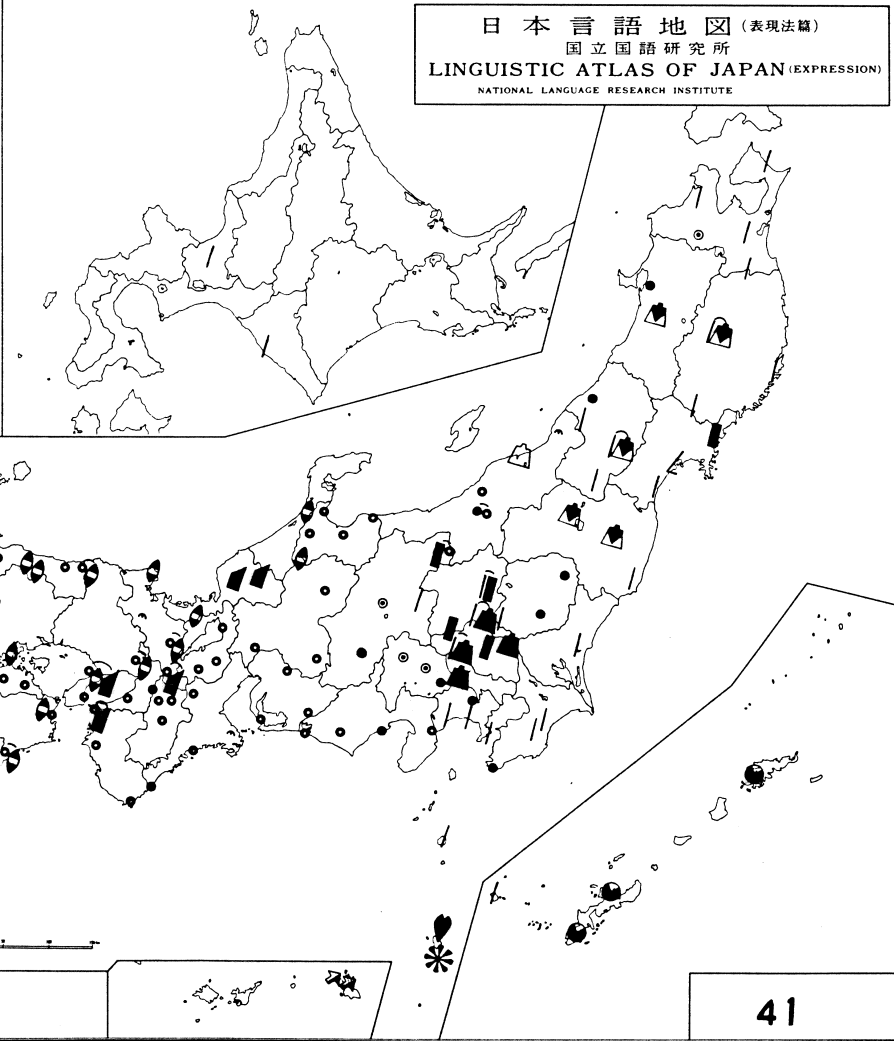 日本言語地図(表現法篇)
国立国語研究所
LINGUISTIC ATLAS OF JAPAN (EXPRESSION)
NATIONAL LANGUAGE RESEARCH INSTITUTE
41